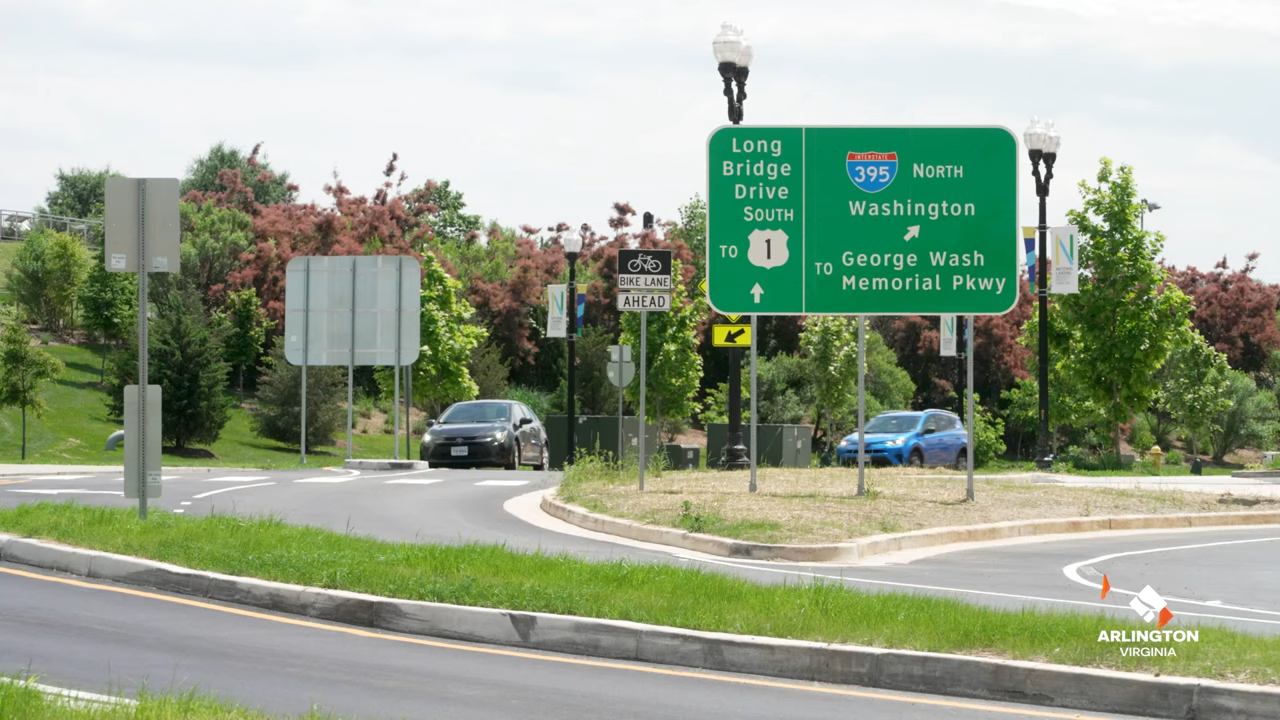 Long
Bridge
Drive
SOUTH
TO 1
INTERSTATE
395 NORTH
Washington
TO George Wash
Memorial Pkwy
BIKE LANE
AHEAD
N
N
ARLINGTON
VIRGINIA